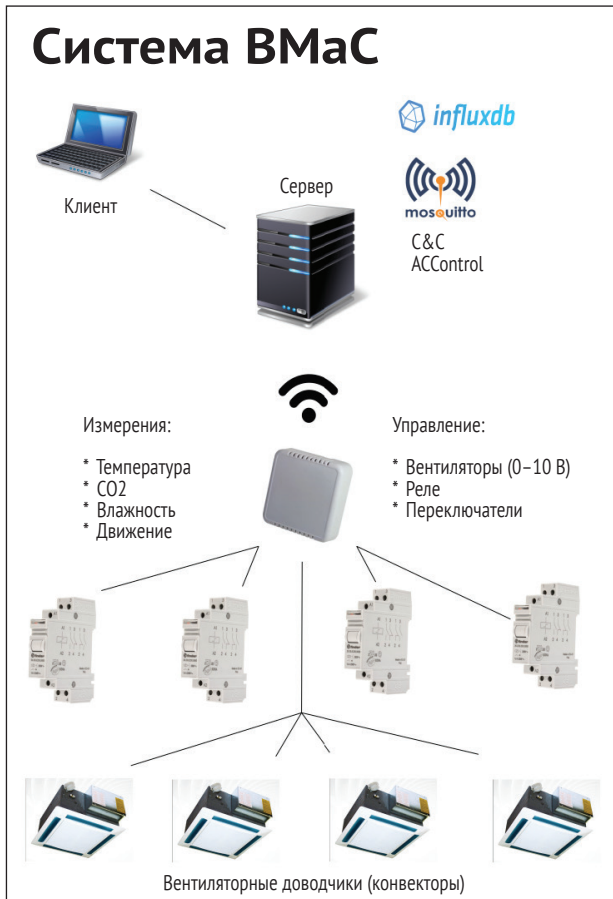 Система BMaC
influxdb
Клиент
Сервер
mosquitto
C&C
ACControl
Измерения:
* Температура
* CO2
* Влажность
* Движение
Управление:
* Вентиляторы (0–10 В)
* Реле
* Переключатели
Вентиляторные доводчики (конвекторы)